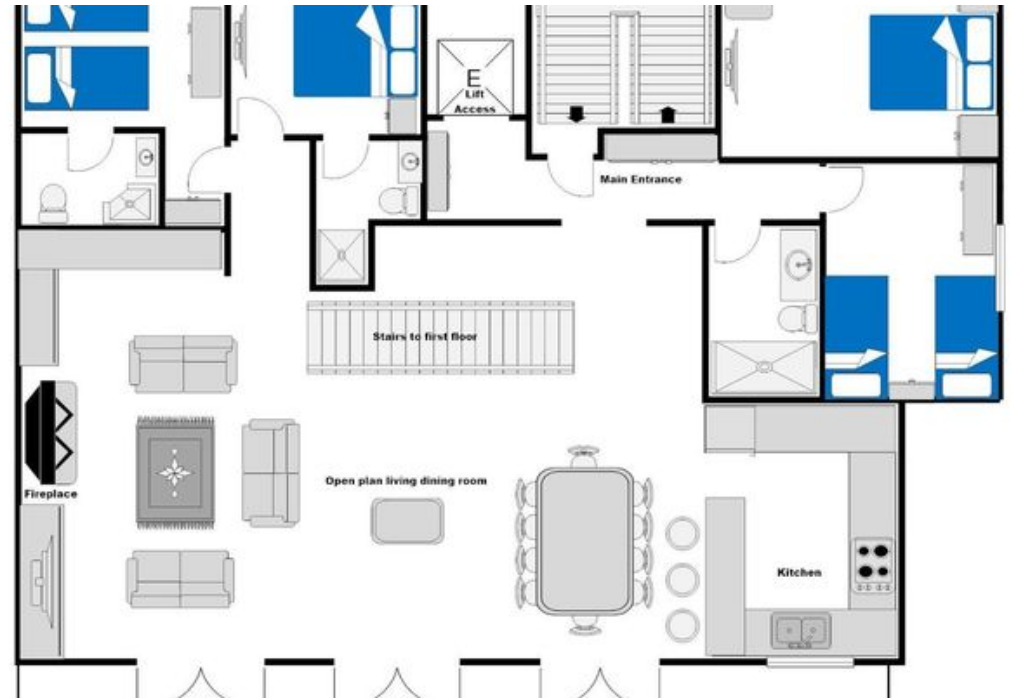 E
Lift
Access
Main Entrance
Stairs to first floor
Open plan living dining room
Fireplace
Kitchen